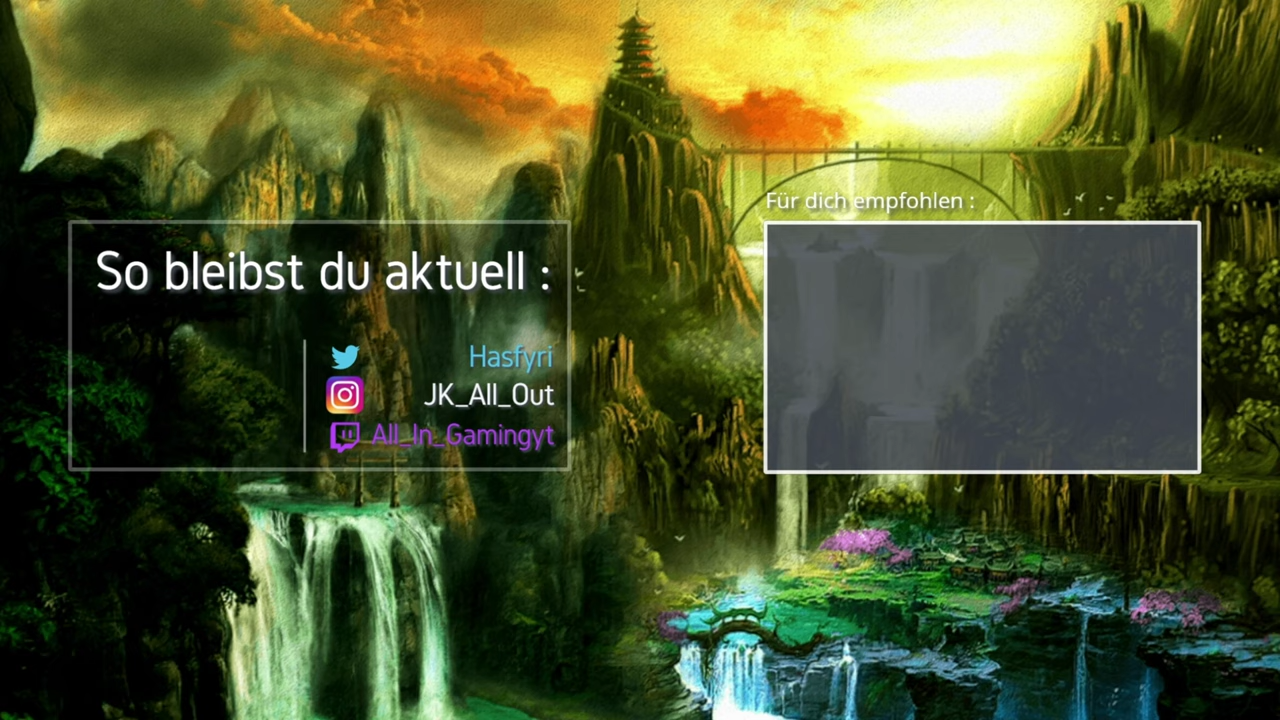 So bleibst du aktuell :
Hasfyri
JK_All_Out
All_In_Gamingyt
Für dich empfohlen :